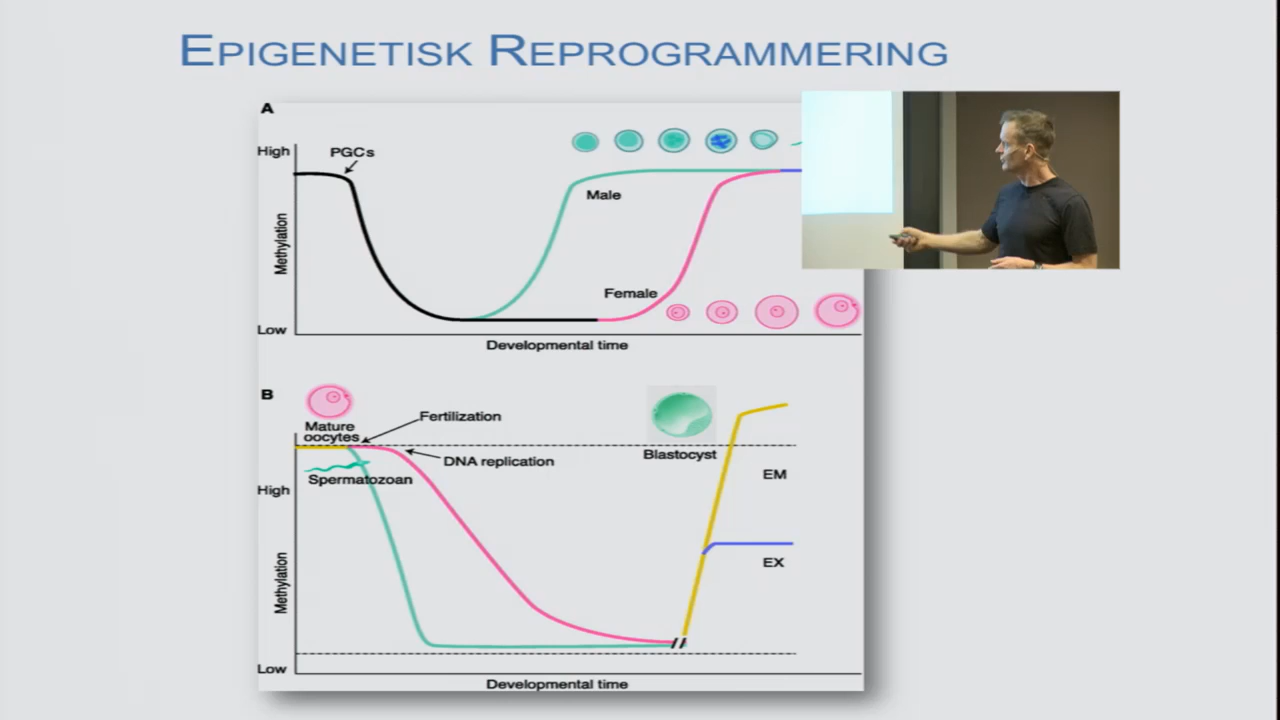 EPIGENETISK REPROGRAMMERING
A
High
PGCs
Male
Methylation
Female
Low
Developmental time
B
Fertilization
Mature
oocytes
DNA replication
Blastocyst
Spermatozoan
EM
High
EX
Methylation
Low
Developmental time